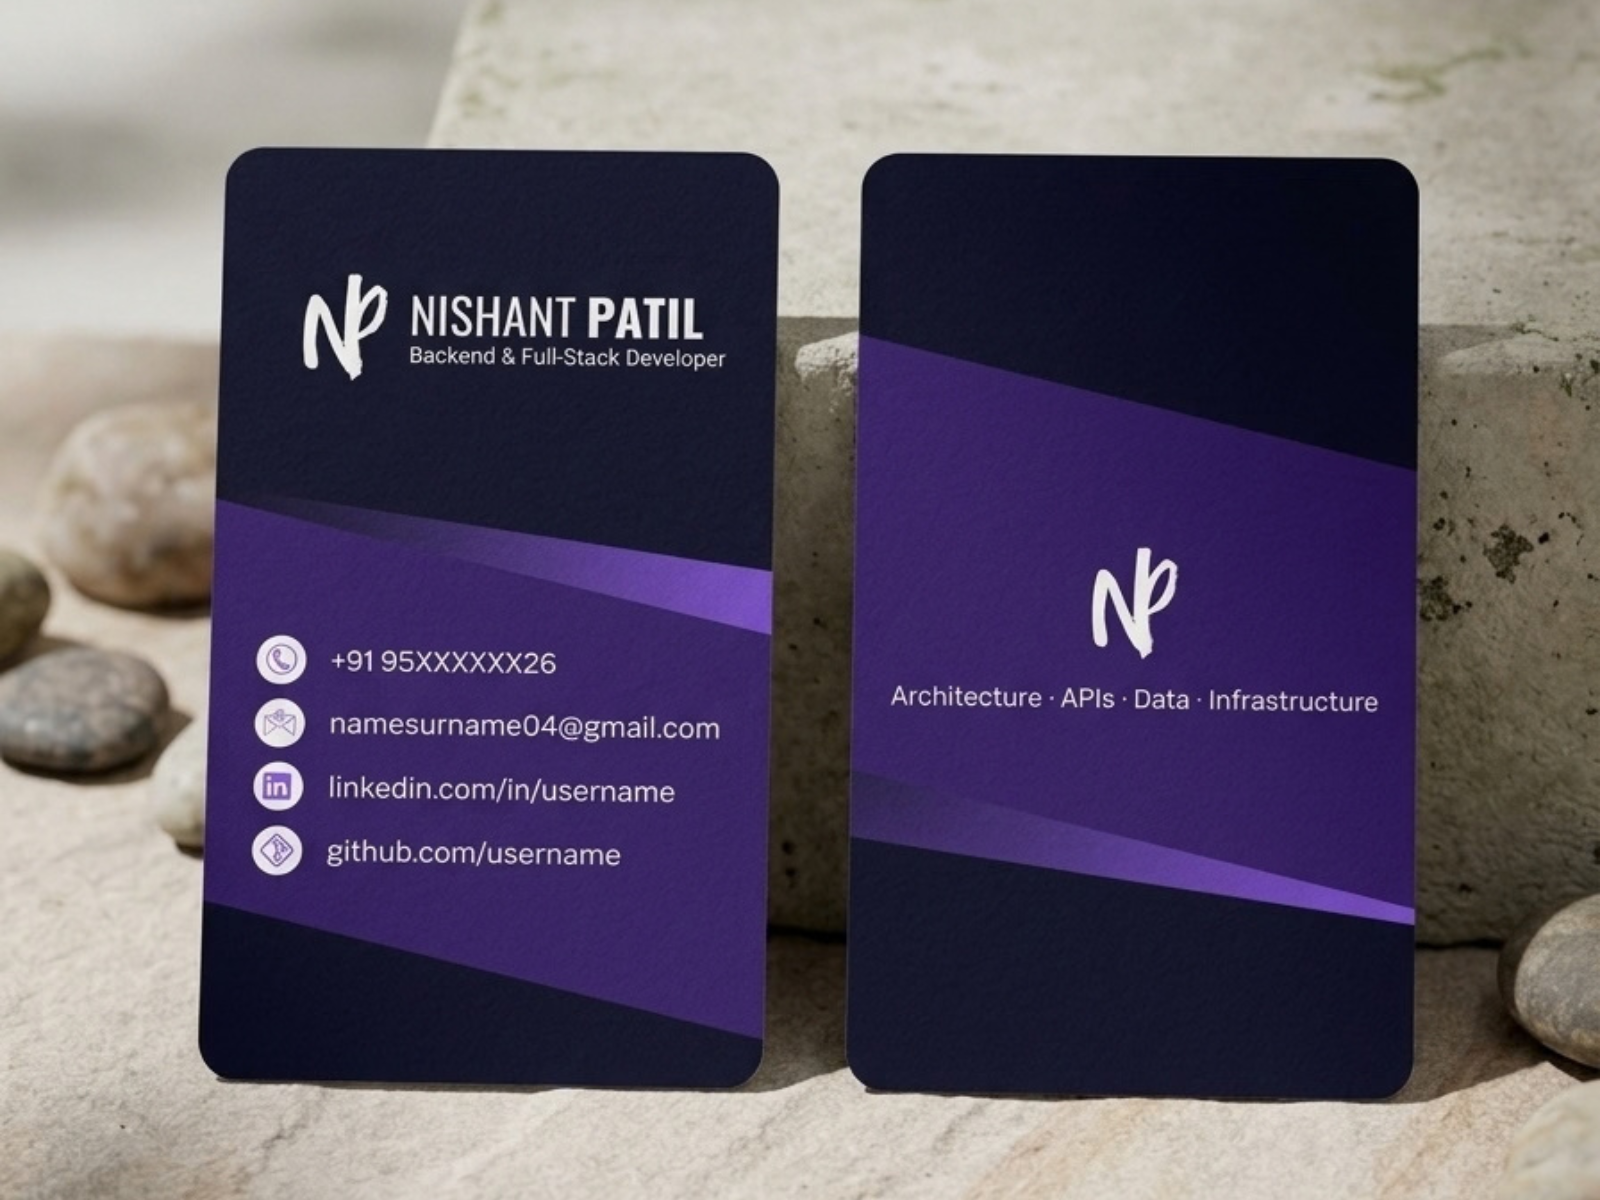 NP NISHANT PATIL
Backend & Full-Stack Developer
+91 95XXXXXX26
namesurname04@gmail.com
in linkedin.com/in/username
github.com/username
NP
Architecture · APIs · Data · Infrastructure